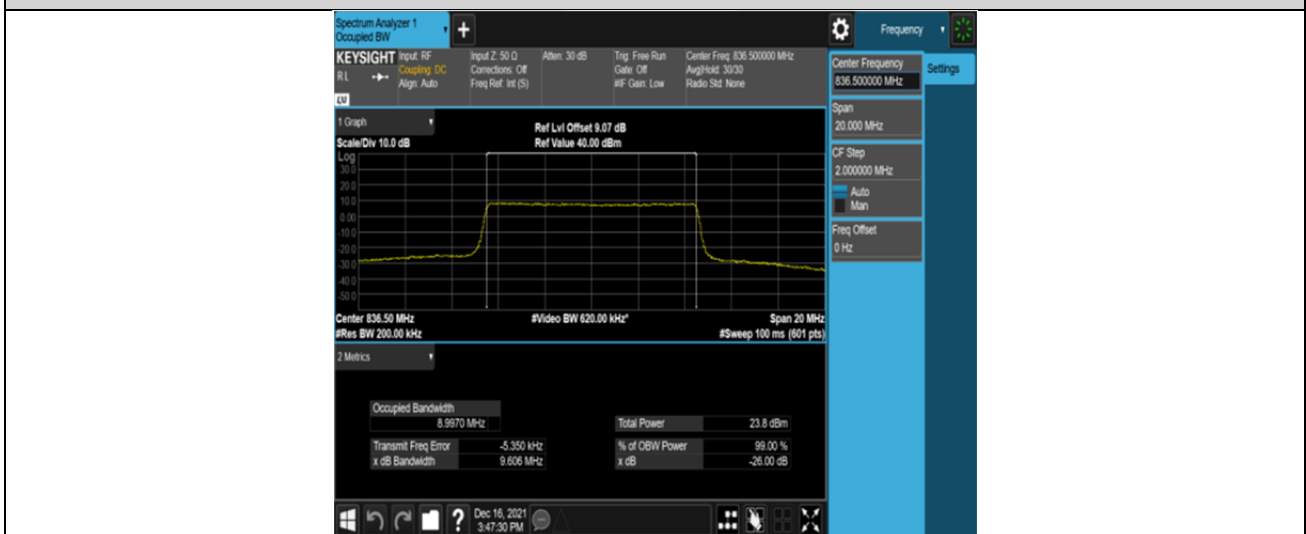 Spectrum Analyzer 1
Occupied BW
+
Frequency
KEYSIGHT
Input: RF
Coupling: DC
Align: Auto
Input Z: 50 Ω
Corrections: Off
Freq Ref: Int (S)
Atten: 30 dB
Trig: Free Run
Gate: Off
#IF Gain: Low
Center Freq: 836.500000 MHz
Avg|Hold: 30/30
Radio Std: None
R L
Center Frequency
836.500000 MHz
Settings
Span
20.000 MHz
CF Step
2.000000 MHz
Auto
Man
Freq Offset
0 Hz
1 Graph
Scale/Div 10.0 dB
Ref Lvl Offset 9.07 dB
Ref Value 40.00 dBm
Log
30.0
20.0
10.0
0.00
-10.0
-20.0
-30.0
-40.0
-50.0
Center 836.50 MHz
#Video BW 620.00 kHz*
Span 20 MHz
#Res BW 200.00 kHz
#Sweep 100 ms (601 pts)
2 Metrics
Occupied Bandwidth
8.9970 MHz
Total Power 23.8 dBm
Transmit Freq Error -5.350 kHz
% of OBW Power 99.00 %
x dB Bandwidth 9.606 MHz
x dB -26.00 dB
?
Dec 16, 2021
3:47:30 PM